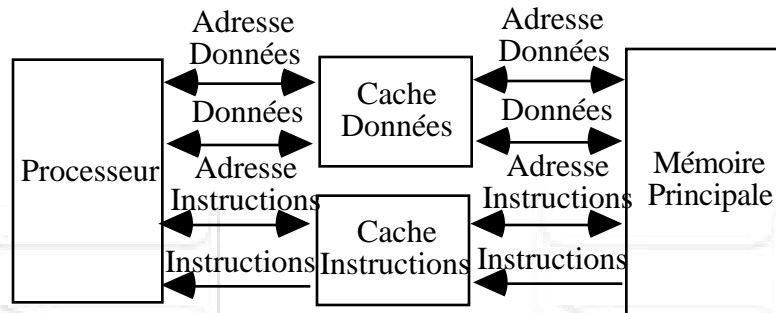 Adresse
Données
Adresse
Données
Données
Cache
Données
Données
Processeur
Adresse
Instructions
Adresse
Instructions
Mémoire
Principale
Instructions
Cache
Instructions
Instructions